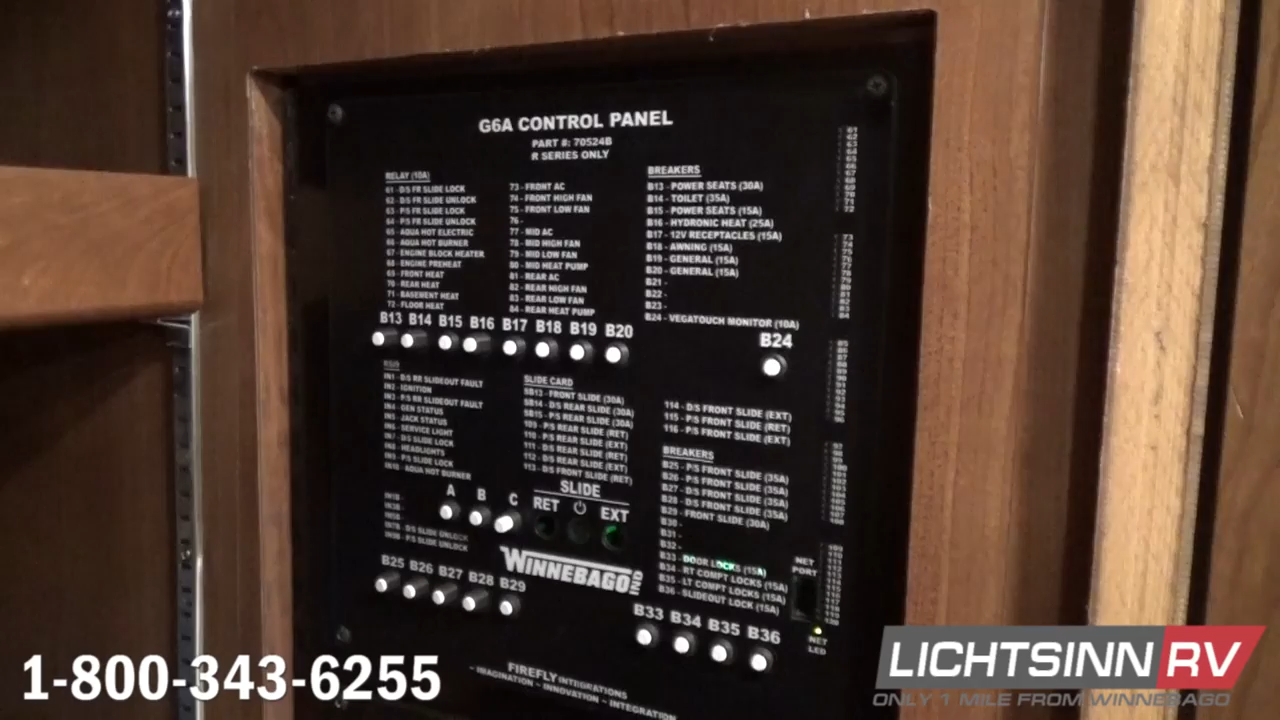 G6A CONTROL PANEL
PART #: 70524B
R SERIES ONLY
RELAY (10A)
61 - D/S FR SLIDE LOCK
62 - D/S FR SLIDE UNLOCK
63 - P/S FR SLIDE LOCK
64 - P/S FR SLIDE UNLOCK
65 - AQUA HOT ELECTRIC
66 - AQUA HOT BURNER
67 - ENGINE BLOCK HEATER
68 - ENGINE PREHEAT
69 - FRONT HEAT
70 - REAR HEAT
71 - BASEMENT HEAT
72 - FLOOR HEAT
73 - FRONT AC
74 - FRONT HIGH FAN
75 - FRONT LOW FAN
76 -
77 - MID AC
78 - MID HIGH FAN
79 - MID LOW FAN
80 - MID HEAT PUMP
81 - REAR AC
82 - REAR HIGH FAN
83 - REAR LOW FAN
84 - REAR HEAT PUMP
BREAKERS
B13 - POWER SEATS (30A)
B14 - TOILET (35A)
B15 - POWER SEATS (15A)
B16 - HYDRONIC HEAT (25A)
B17 - 12V RECEPTACLES (15A)
B18 - AWNING (15A)
B19 - GENERAL (15A)
B20 - GENERAL (15A)
B21 -
B22 -
B23 -
B24 - VEGATOUCH MONITOR (10A)
B13 B14 B15 B16 B17 B18 B19 B20
B24
IN1 - D/S RR SLIDEOUT FAULT
IN2 - IGNITION
IN3 - P/S RR SLIDEOUT FAULT
IN4 - GEN STATUS
IN5 - JACK STATUS
IN6 - SERVICE LIGHT
IN7 - D/S SLIDE LOCK
IN8 - HEADLIGHTS
IN9 - P/S SLIDE LOCK
IN10 - AQUA HOT BURNER
D/S SLIDE UNLOCK
P/S SLIDE UNLOCK
SLIDE CARD
SB13 - FRONT SLIDE (30A)
SB14 - D/S REAR SLIDE (30A)
SB15 - P/S REAR SLIDE (30A)
109 - P/S REAR SLIDE (RET)
110 - P/S REAR SLIDE (EXT)
111 - D/S REAR SLIDE (RET)
112 - D/S REAR SLIDE (EXT)
113 - D/S FRONT SLIDE (RET)
114 - D/S FRONT SLIDE (EXT)
115 - P/S FRONT SLIDE (RET)
116 - P/S FRONT SLIDE (EXT)
BREAKERS
B25 - P/S FRONT SLIDE (35A)
B26 - P/S FRONT SLIDE (35A)
B27 - D/S FRONT SLIDE (35A)
B28 - D/S FRONT SLIDE (35A)
B29 - FRONT SLIDE (30A)
B30 -
B31 -
B32 -
B33 - DOOR LOCKS (15A)
B34 - RT COMPT LOCKS (15A)
B35 - LT COMPT LOCKS (15A)
B36 - SLIDEOUT LOCK (15A)
A B C
SLIDE
RET EXT
WINNEBAGO IND
B25 B26 B27 B28 B29
B33 B34 B35 B36
NET
PORT
NET
LED
FIREFLY INTEGRATIONS
~ IMAGINATION ~ INNOVATION ~ INTEGRATION
1-800-343-6255
LICHTSINN RV
ONLY 1 MILE FROM WINNEBAGO